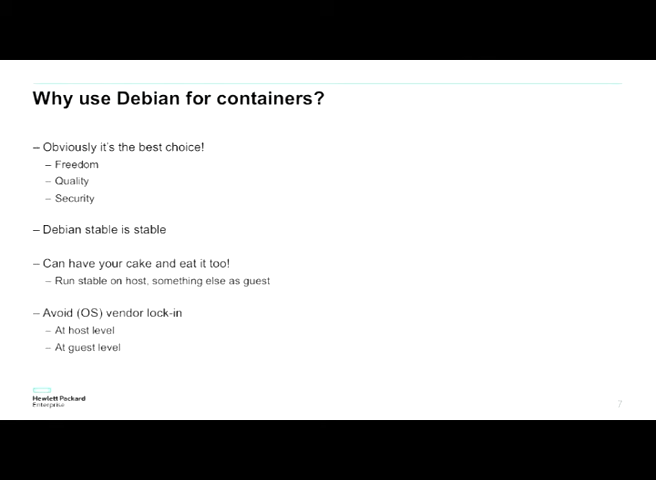 Why use Debian for containers?
– Obviously it's the best choice!
– Freedom
– Quality
– Security
– Debian stable is stable
– Can have your cake and eat it too!
– Run stable on host, something else as guest
– Avoid (OS) vendor lock-in
– At host level
– At guest level
Hewlett Packard
Enterprise
7